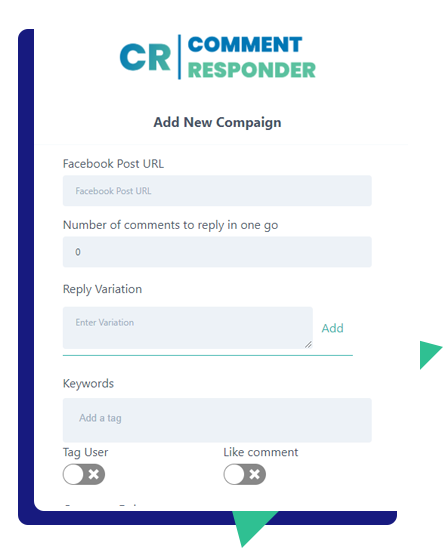 CR COMMENT
RESPONDER
Add New Compaign
Facebook Post URL
Facebook Post URL
Number of comments to reply in one go
0
Reply Variation
Enter Variation
Add
Keywords
Add a tag
Tag User Like comment